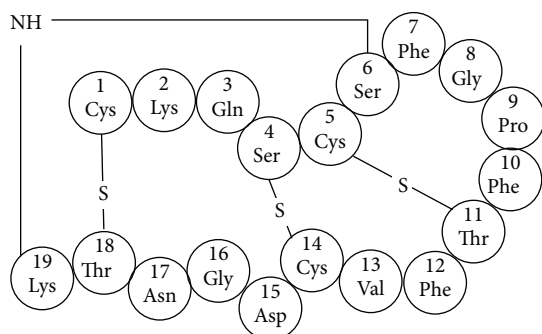 NH
1
Cys
2
Lys
3
Gln
4
Ser
5
Cys
6
Ser
7
Phe
8
Gly
9
Pro
10
Phe
11
Thr
12
Phe
13
Val
14
Cys
15
Asp
16
Gly
17
Asn
18
Thr
19
Lys
S
S
S